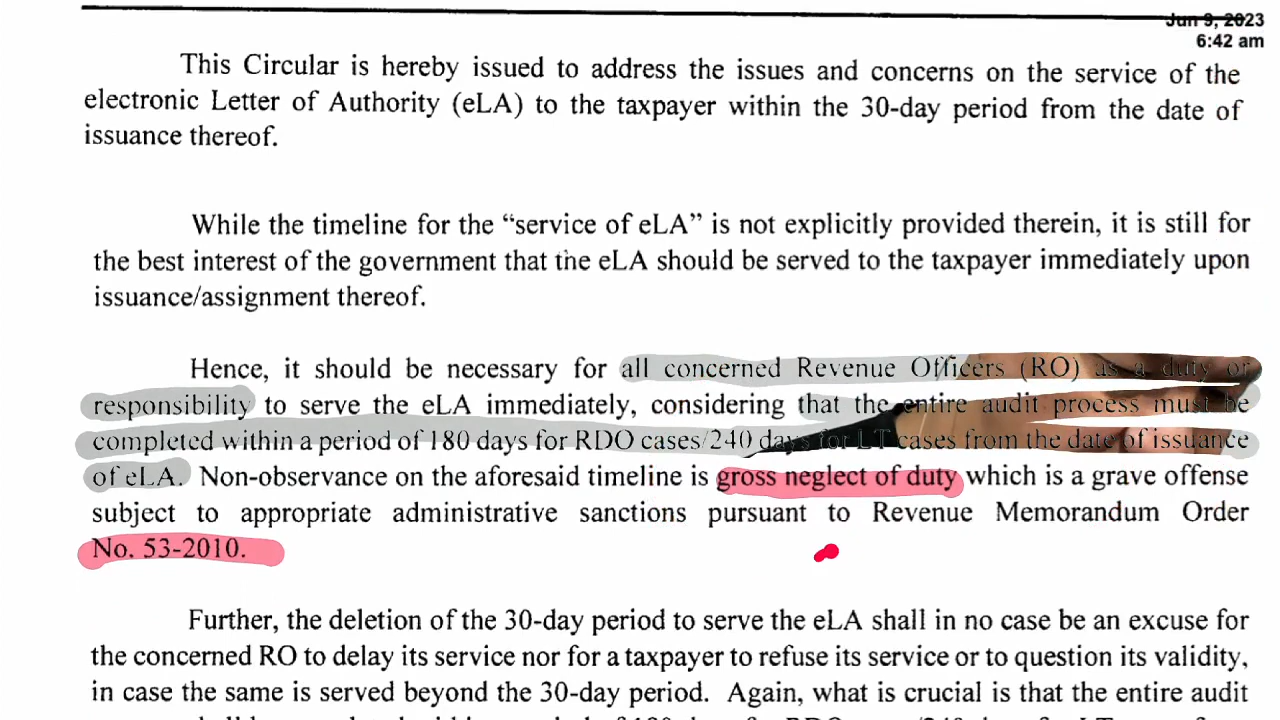 Jun 9, 2023
6:42 am
This Circular is hereby issued to address the issues and concerns on the service of the
electronic Letter of Authority (eLA) to the taxpayer within the 30-day period from the date of
issuance thereof.
While the timeline for the “service of eLA” is not explicitly provided therein, it is still for
the best interest of the government that the eLA should be served to the taxpayer immediately upon
issuance/assignment thereof.
Hence, it should be necessary for all concerned Revenue Officers (RO) as a duty or
responsibility to serve the eLA immediately, considering that the entire audit process must be
completed within a period of 180 days for RDO cases/240 days for LT cases from the date of issuance
of eLA. Non-observance on the aforesaid timeline is gross neglect of duty which is a grave offense
subject to appropriate administrative sanctions pursuant to Revenue Memorandum Order
No. 53-2010.
Further, the deletion of the 30-day period to serve the eLA shall in no case be an excuse for
the concerned RO to delay its service nor for a taxpayer to refuse its service or to question its validity,
in case the same is served beyond the 30-day period. Again, what is crucial is that the entire audit